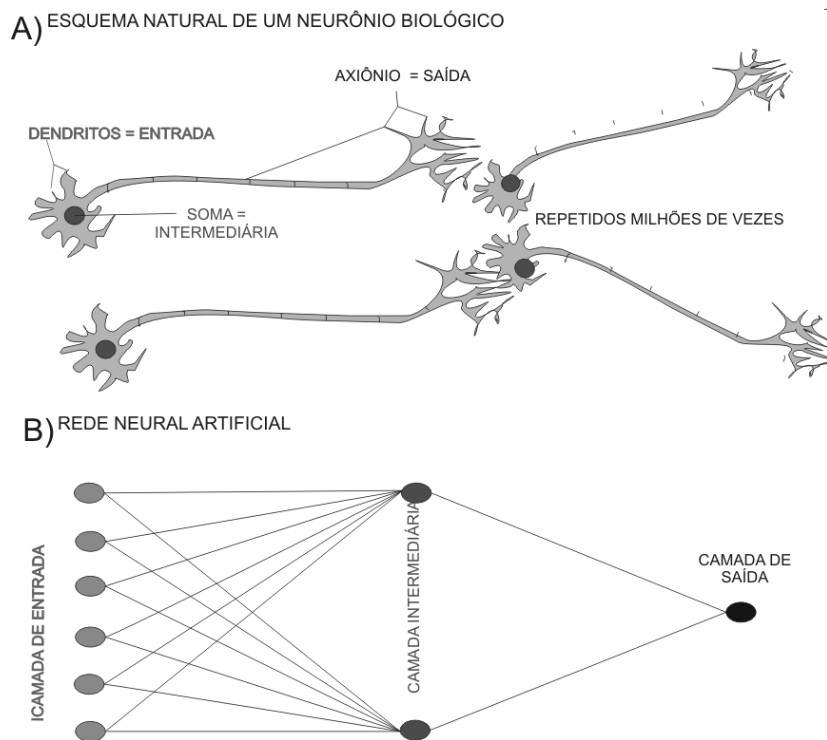 A) ESQUEMA NATURAL DE UM NEURÔNIO BIOLÓGICO
AXIÔNIO = SAÍDA
DENDRITOS = ENTRADA
SOMA =
INTERMEDIÁRIA
REPETIDOS MILHÕES DE VEZES
B) REDE NEURAL ARTIFICIAL
ICAMADA DE ENTRADA
CAMADA INTERMEDIÁRIA
CAMADA DE
SAÍDA